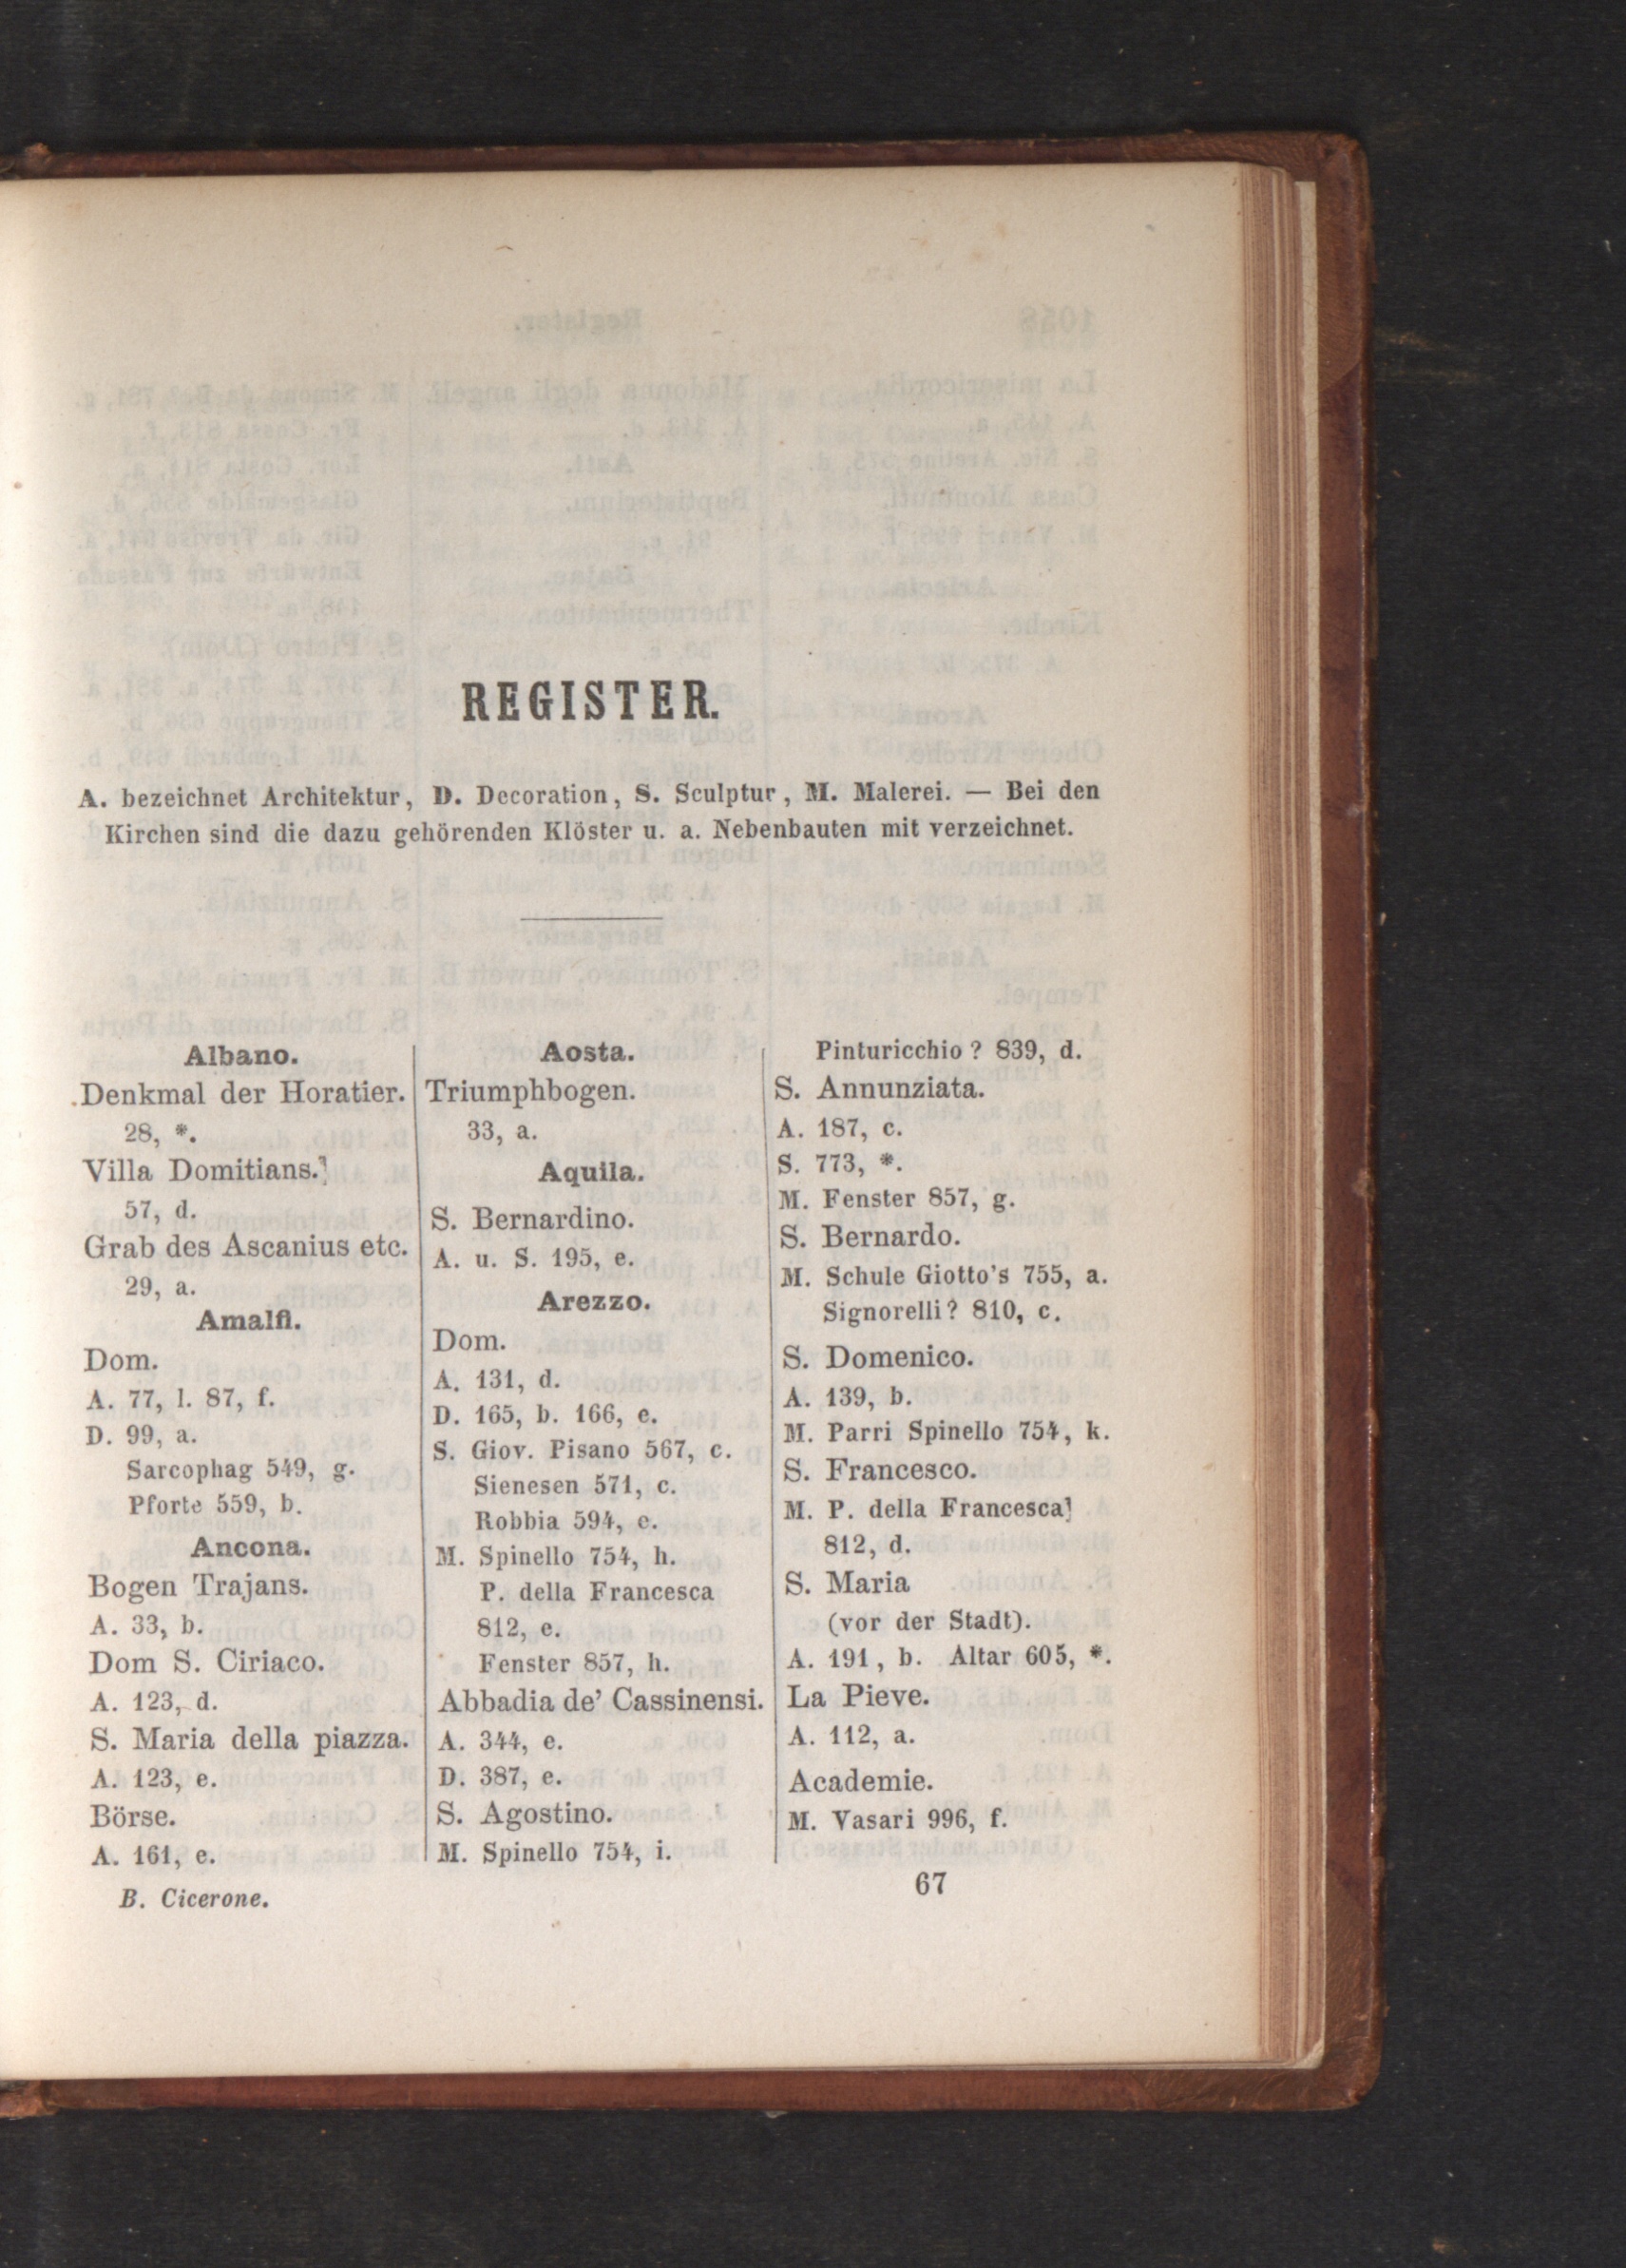 REGISTER.
A. bezeichnet Architektur, D. Decoration, S. Sculptur, M. Malerei. — Bei den
Kirchen sind die dazu gehörenden Klöster u. a. Nebenbauten mit verzeichnet.
Albano.
Denkmal der Horatier.
28, *.
Villa Domitians.
57, d.
Grab des Ascanius etc.
29, a.
Amalfi.
Dom.
A. 77, l. 87, f.
D. 99, a.
Sarcophag 549, g.
Pforte 559, b.
Ancona.
Bogen Trajans.
A. 33, b.
Dom S. Ciriaco.
A. 123, d.
S. Maria della piazza.
A. 123, e.
Börse.
A. 161, e.
Aosta.
Triumphbogen.
33, a.
Aquila.
S. Bernardino.
A. u. S. 195, e.
Arezzo.
Dom.
A. 131, d.
D. 165, b. 166, e.
S. Giov. Pisano 567, c.
Sienesen 571, c.
Robbia 594, e.
M. Spinello 754, h.
P. della Francesca
812, e.
Fenster 857, h.
Abbadia de' Cassinensi.
A. 344, e.
D. 387, e.
S. Agostino.
M. Spinello 754, i.
Pinturicchio ? 839, d.
S. Annunziata.
A. 187, c.
S. 773, *.
M. Fenster 857, g.
S. Bernardo.
M. Schule Giotto's 755, a.
Signorelli? 810, c.
S. Domenico.
A. 139, b.
M. Parri Spinello 754, k.
S. Francesco.
M. P. della Francesca
812, d.
S. Maria
(vor der Stadt).
A. 191, b. Altar 605, *.
La Pieve.
A. 112, a.
Academie.
M. Vasari 996, f.
B. Cicerone.
67